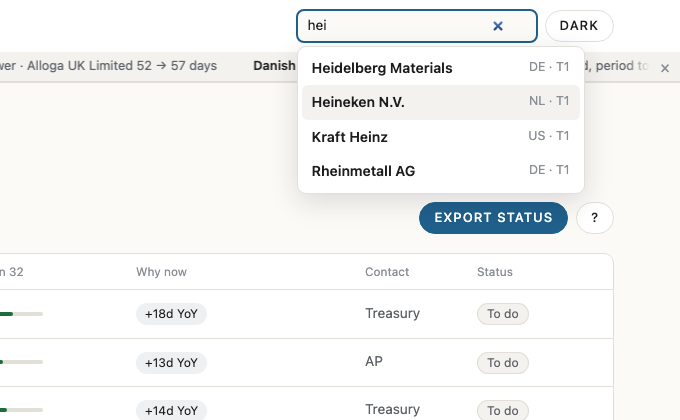 hei ✕ DARK
wer · Alloga UK Limited 52 → 57 days Danish d, period to ✕
Heidelberg Materials DE · T1
Heineken N.V. NL · T1
Kraft Heinz US · T1
Rheinmetall AG DE · T1
EXPORT STATUS ?
n 32 Why now Contact Status
+18d YoY Treasury To do
+13d YoY AP To do
+14d YoY Treasury To do